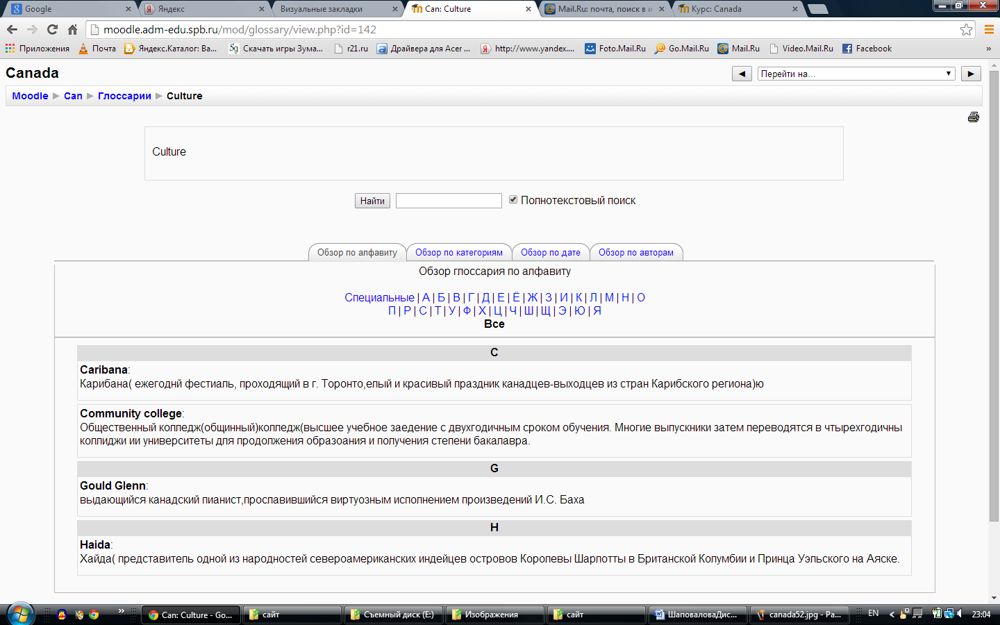 Google
Яндекс
Визуальные закладки
Can: Culture
Mail.Ru: почта, поиск в и
Курс: Canada
moodle.adm-edu.spb.ru/mod/glossary/view.php?id=142
Приложения
Почта
Яндекс.Каталог: Ва...
Скачать игры Зума...
r21.ru
Драйвера для Acer ...
http://www.yandex....
Foto.Mail.Ru
Go.Mail.Ru
Mail.Ru
Video.Mail.Ru
Facebook
»
Canada
◄ Перейти на... ►
Moodle ► Can ► Глоссарии ► Culture
Culture
Найти Полнотекстовый поиск
Обзор по алфавиту Обзор по категориям Обзор по дате Обзор по авторам
Обзор глоссария по алфавиту
Специальные | А | Б | В | Г | Д | Е | Ё | Ж | З | И | К | Л | М | Н | О
П | Р | С | Т | У | Ф | Х | Ц | Ч | Ш | Щ | Э | Ю | Я
Все
C
Caribana:
Карибана( ежегоднй фестиаль, проходящий в г. Торонто,елый и красивый праздник канадцев-выходцев из стран Карибского региона)ю
Community college:
Общественный колледж(общинный)колледж(высшее учебное заедение с двухгодичным сроком обучения. Многие выпускники затем переводятся в чтырехгодичны
коллиджи ии университеты для продолжения образоания и получения степени бакалавра.
G
Gould Glenn:
выдающийся канадский пианист,прославившийся виртуозным исполнением произведений И.С. Баха
H
Haida:
Хайда( представитель одной из народностей североамериканских индейцев островов Королевы Шарлотты в Британской Колумбии и Принца Уэльского на Аяске.
»
Can: Culture - Go...
сайт
Съемный диск (E:)
Изображения
сайт
ШаповаловаДис...
canada52.jpg - Pa...
EN
23:04